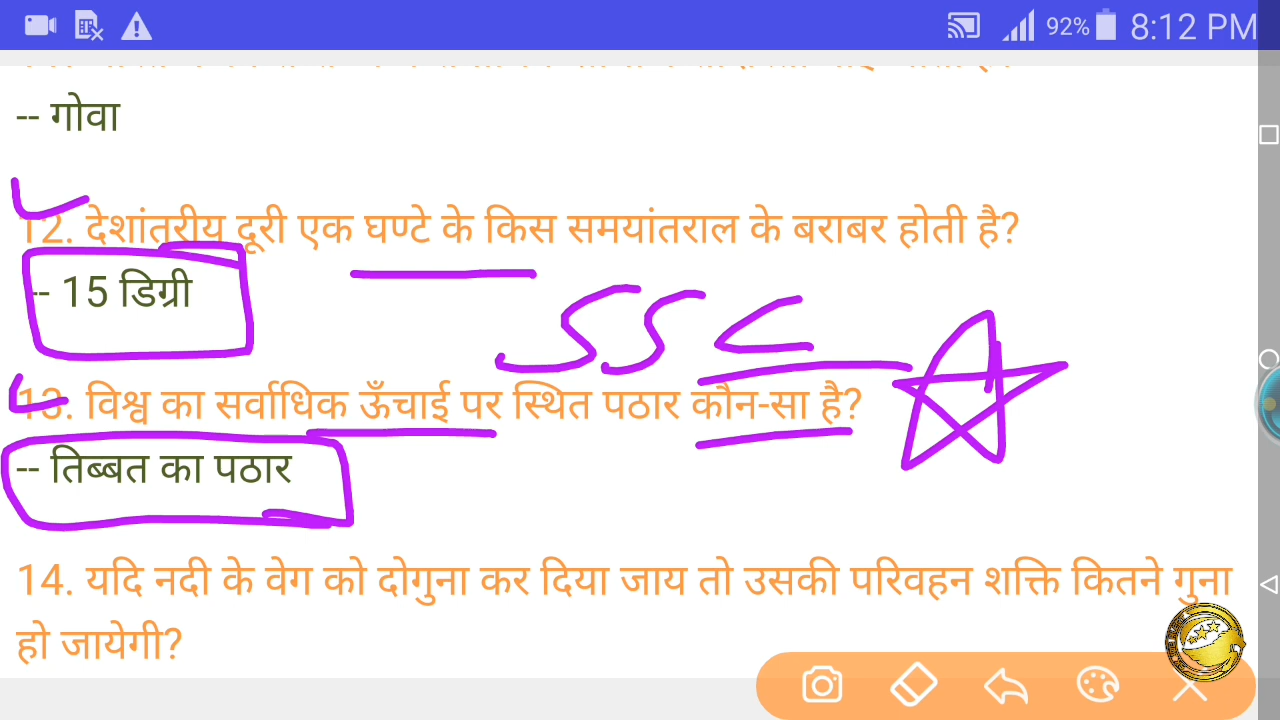 92% 8:12 PM
-- गोवा
12. देशांतरीय दूरी एक घण्टे के किस समयांतराल के बराबर होती है?
-- 15 डिग्री
SSC
13. विश्व का सर्वाधिक ऊँचाई पर स्थित पठार कौन-सा है?
-- तिब्बत का पठार
14. यदि नदी के वेग को दोगुना कर दिया जाय तो उसकी परिवहन शक्ति कितने गुना
हो जायेगी?